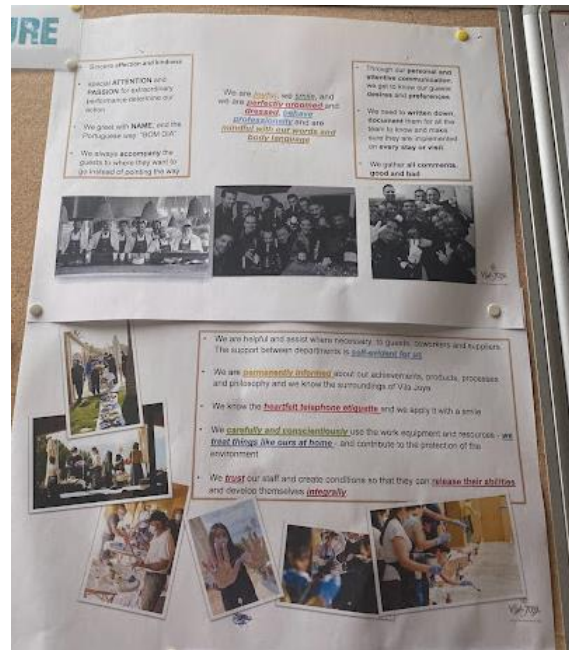 URE
Sincere affection and kindness
Special ATTENTION and
PASSION for extraordinary
performance determine our
action
We greet with NAME, and the
Portuguese way "BOM DIA"
We always accompany the
guests to where they want to
go instead of pointing the way
We are joyful, we smile, and
we are perfectly groomed and
dressed, behave
professionally and are
mindful with our words and
body language
Through our personal and
attentive communication,
we get to know our guests
desires and preferences
We need to written down,
document them for all the
team to know and make
sure they are implemented
on every stay or visit
We gather all comments,
good and bad
VILA JOYA
We are helpful and assist where necessary, to guests, coworkers and suppliers.
The support between departments is self-evident for us
We are permanently informed about our achievements, products, processes
and philosophy and we know the surroundings of Vila Joya
We know the heartfelt telephone etiquette and we apply it with a smile
We carefully and conscientiously use the work equipment and resources - we
treat things like ours at home - and contribute to the protection of the
environment
We trust our staff and create conditions so that they can release their abilities
and develop themselves integrally
VILA JOYA